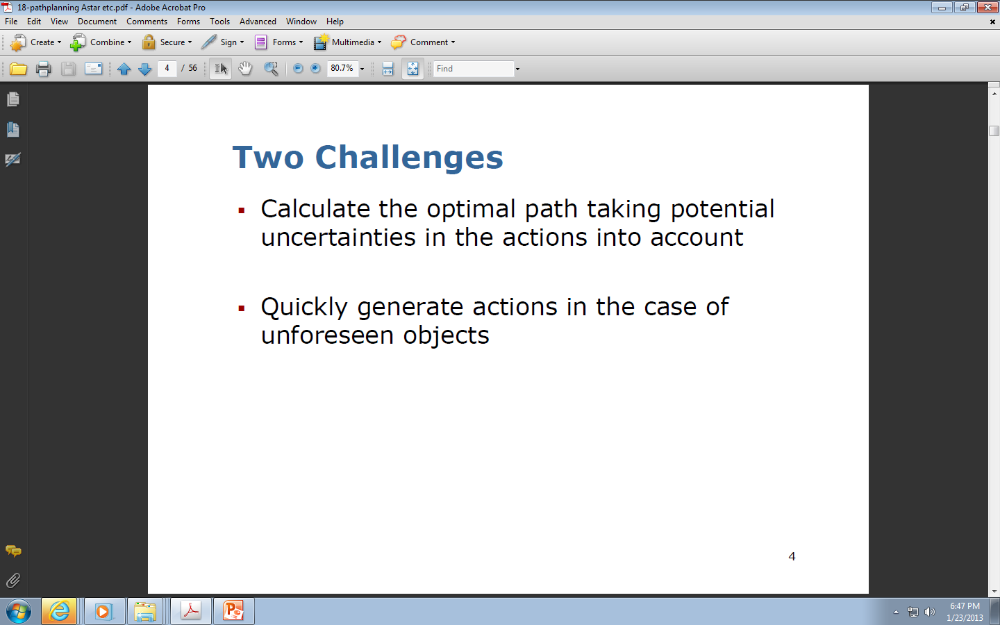 18-pathplanning Astar etc.pdf - Adobe Acrobat Pro
File Edit View Document Comments Forms Tools Advanced Window Help
Create Combine Secure Sign Forms Multimedia Comment
4 / 56 80.7% Find
Two Challenges
Calculate the optimal path taking potential
uncertainties in the actions into account
Quickly generate actions in the case of
unforeseen objects
4
6:47 PM
1/23/2013